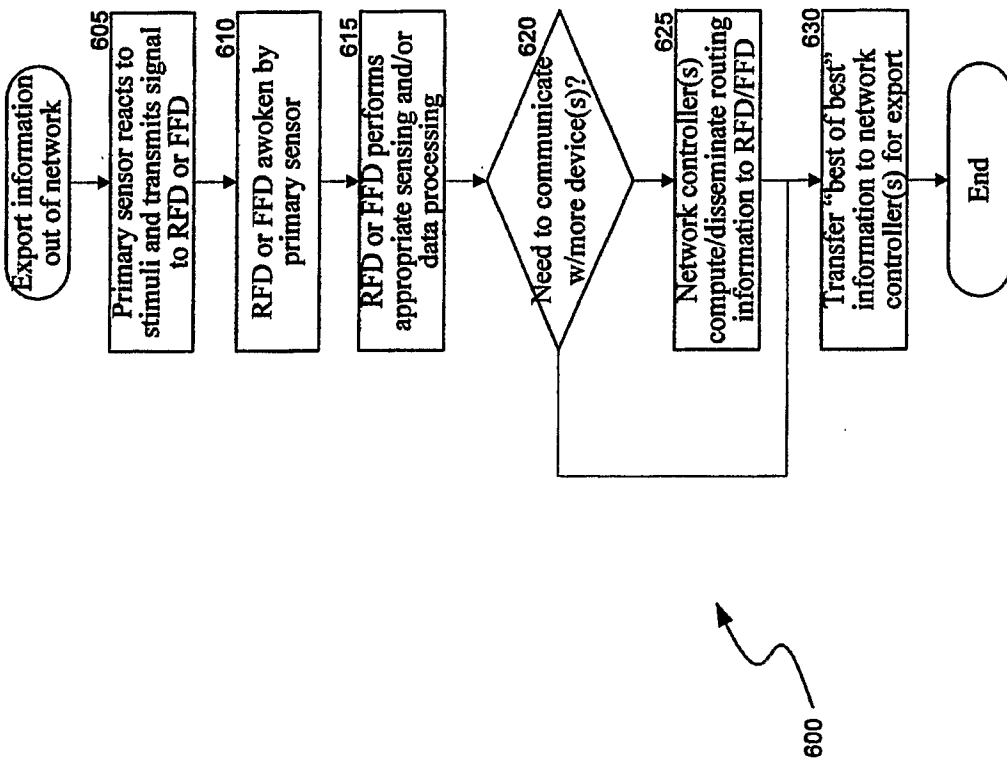 Export information
out of network
605
Primary sensor reacts to
stimuli and transmits signal
to RFD or FFD
610
RFD or FFD awoken by
primary sensor
615
RFD or FFD performs
appropriate sensing and/or
data processing
620
Need to communicate
w/more device(s)?
625
Network controller(s)
compute/disseminate routing
information to RFD/FFD
630
Transfer “best of best”
information to network
controller(s) for export
End
600